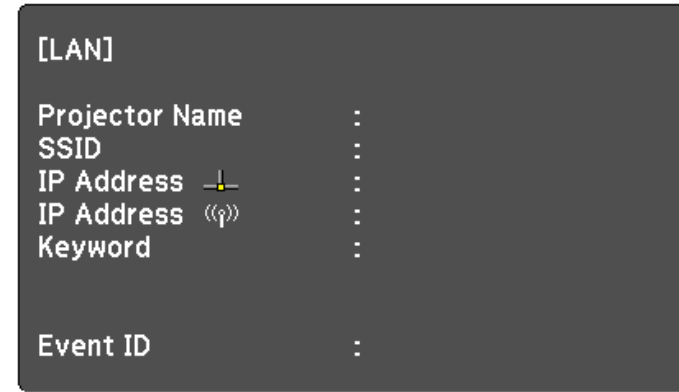 [LAN]
Projector Name :
SSID :
IP Address :
IP Address :
Keyword :
Event ID :